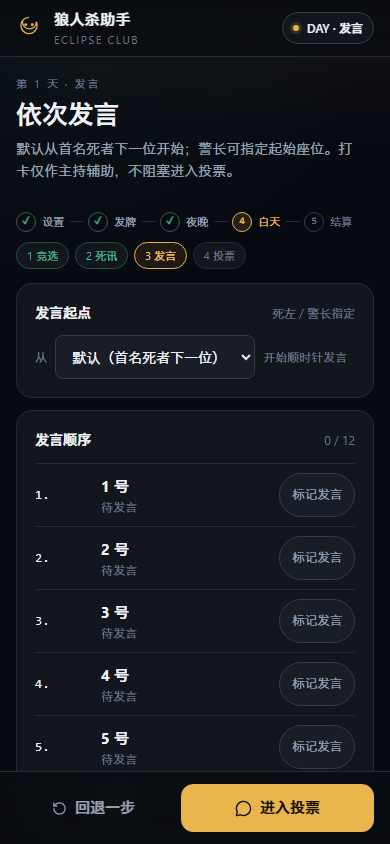 狼人杀助手
ECLIPSE CLUB
DAY · 发言
第 1 天 · 发言
依次发言
默认从首名死者下一位开始；警长可指定起始座位。打
卡仅作主持辅助，不阻塞进入投票。
设置 发牌 夜晚 4 白天 5 结算
1 竞选 2 死讯 3 发言 4 投票
发言起点 死左 / 警长指定
从 默认（首名死者下一位） 开始顺时针发言
发言顺序 0 / 12
1. 1 号 标记发言
待发言
2. 2 号 标记发言
待发言
3. 3 号 标记发言
待发言
4. 4 号 标记发言
待发言
5. 5 号 标记发言
待发言
回退一步 进入投票